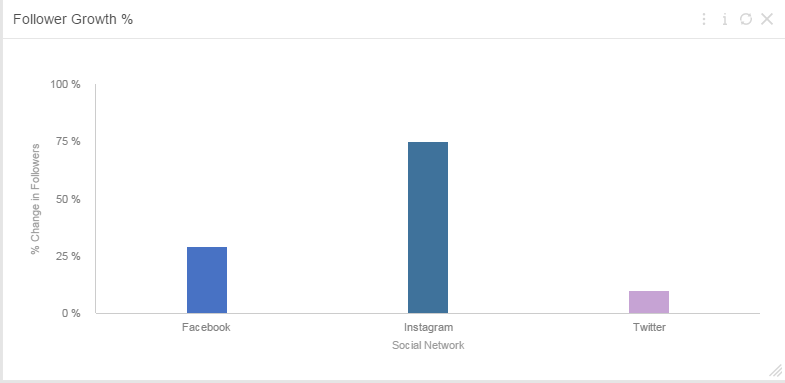 Follower Growth %
100 %
75 %
50 %
25 %
0 %
% Change in Followers
Facebook
Instagram
Twitter
Social Network